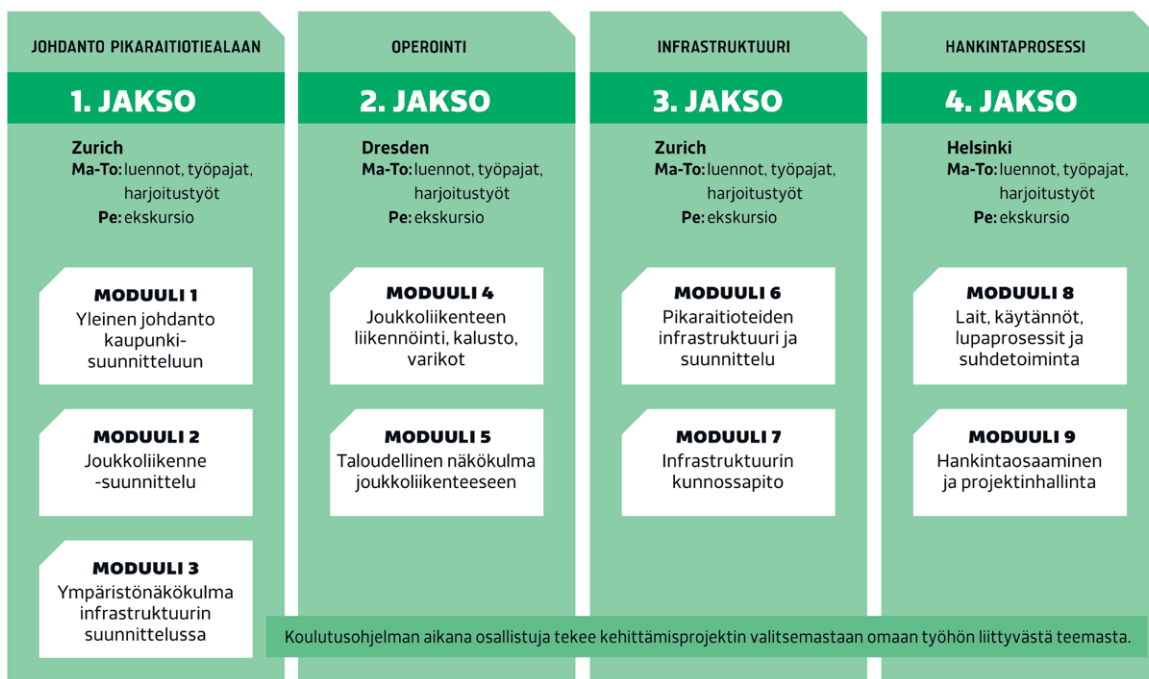 JOHDANTO PIKARAITIOTIEALAAN
1. JAKSO
Zurich
Ma-To: luennot, työpajat,
harjoitustyöt
Pe: ekskursio
MODUULI 1
Yleinen johdanto
kaupunki-
suunnitteluun
MODUULI 2
Joukkoliikenne
-suunnittelu
MODUULI 3
Ympäristönäkökulma
infrastruktuurin
suunnittelussa
OPEROINTI
2. JAKSO
Dresden
Ma-To: luennot, työpajat,
harjoitustyöt
Pe: ekskursio
MODUULI 4
Joukkoliikenteen
liikennöinti, kalusto,
varikot
MODUULI 5
Taloudellinen näkökulma
joukkoliikenteeseen
INFRASTRUKTUURI
3. JAKSO
Zurich
Ma-To: luennot, työpajat,
harjoitustyöt
Pe: ekskursio
MODUULI 6
Pikaraitioteiden
infrastruktuuri ja
suunnittelu
MODUULI 7
Infrastruktuurin
kunnossapito
HANKINTAPROSESSI
4. JAKSO
Helsinki
Ma-To: luennot, työpajat,
harjoitustyöt
Pe: ekskursio
MODUULI 8
Lait, käytännöt,
lupaprosessit ja
suhdetoiminta
MODUULI 9
Hankintaosaaminen
ja projektinhallinta
Koulutusohjelman aikana osallistuja tekee kehittämisprojektin valitsemastaan omaan työhön liittyvästä teemasta.